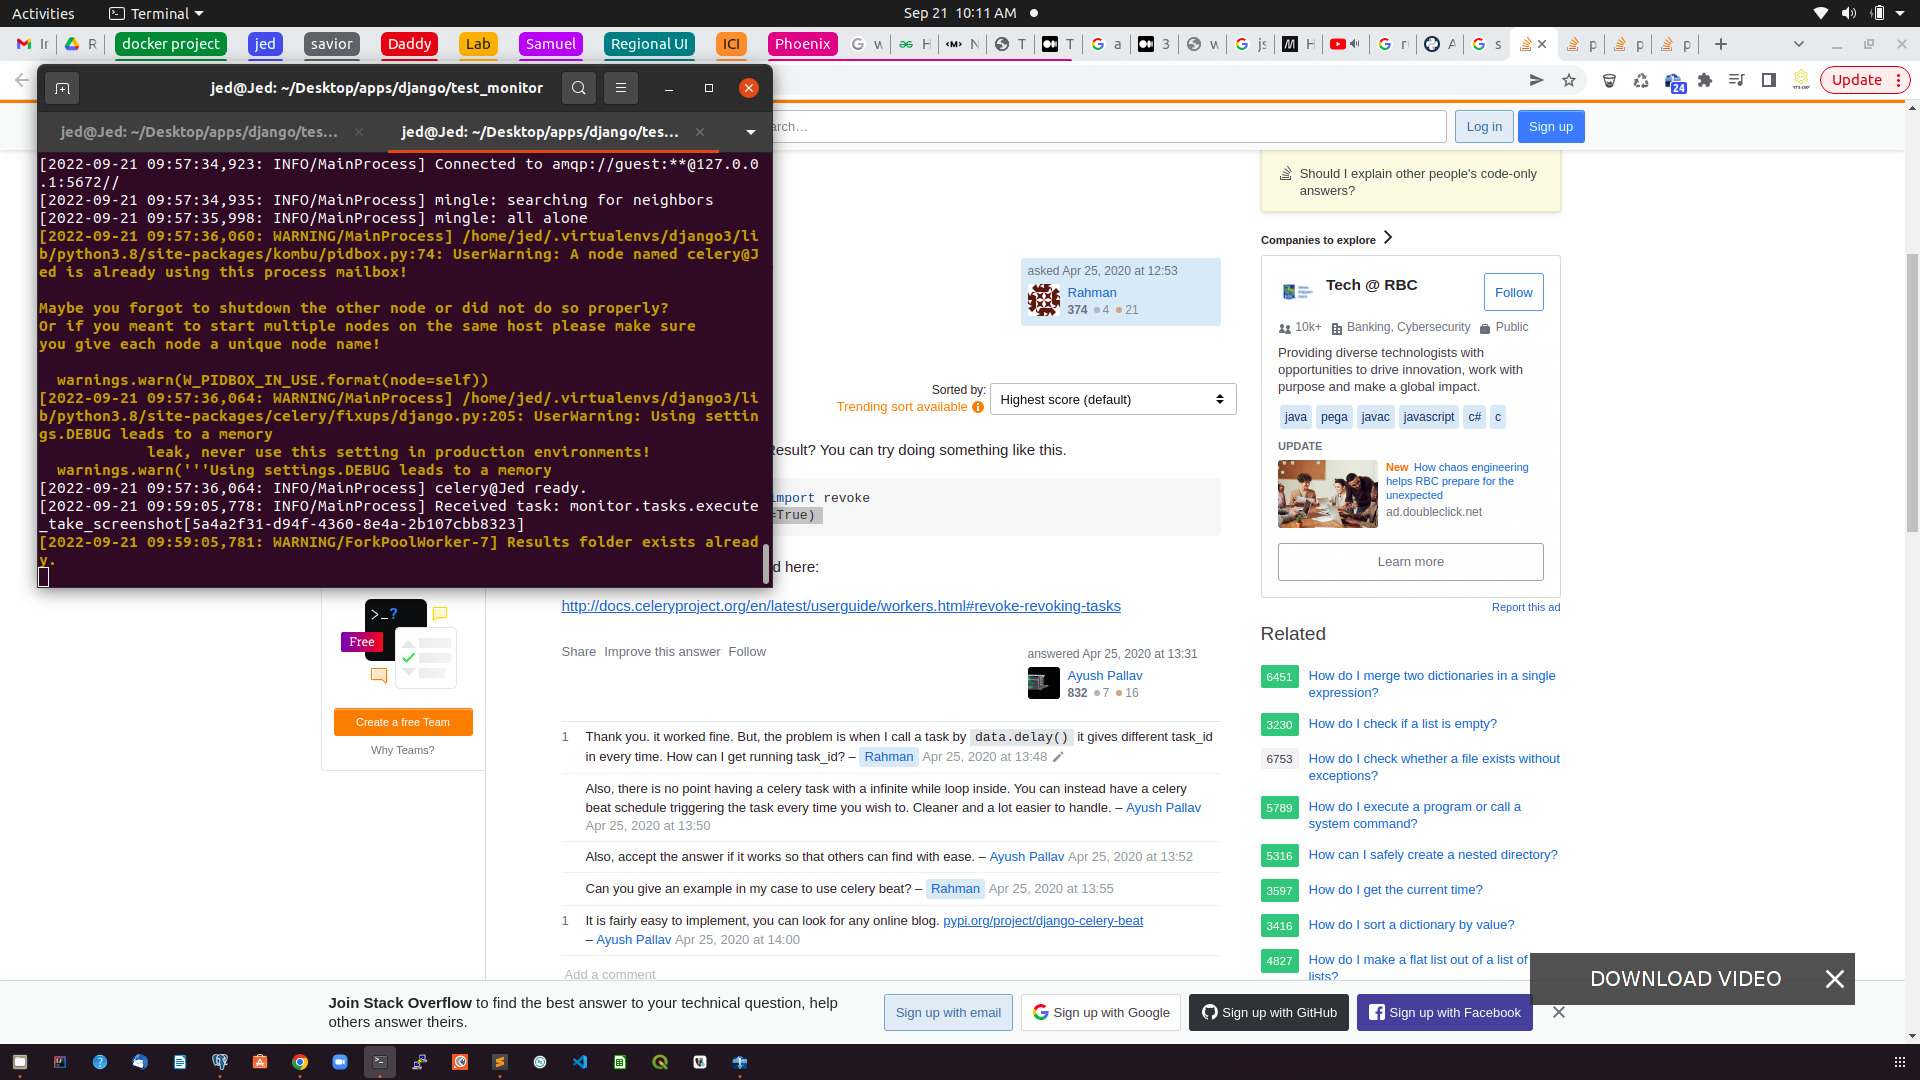 Activities
Terminal
Sep 21  10:11 AM
docker project
jed
savior
Daddy
Lab
Samuel
Regional UI
ICI
Phoenix
Update
24
jed@Jed: ~/Desktop/apps/django/test_monitor
jed@Jed: ~/Desktop/apps/django/tes...
jed@Jed: ~/Desktop/apps/django/tes...
[2022-09-21 09:57:34,923: INFO/MainProcess] Connected to amqp://guest:**@127.0.0
.1:5672//
[2022-09-21 09:57:34,935: INFO/MainProcess] mingle: searching for neighbors
[2022-09-21 09:57:35,998: INFO/MainProcess] mingle: all alone
[2022-09-21 09:57:36,060: WARNING/MainProcess] /home/jed/.virtualenvs/django3/li
b/python3.8/site-packages/kombu/pidbox.py:74: UserWarning: A node named celery@J
ed is already using this process mailbox!
Maybe you forgot to shutdown the other node or did not do so properly?
Or if you meant to start multiple nodes on the same host please make sure
you give each node a unique node name!
warnings.warn(W_PIDBOX_IN_USE.format(node=self))
[2022-09-21 09:57:36,064: WARNING/MainProcess] /home/jed/.virtualenvs/django3/li
b/python3.8/site-packages/celery/fixups/django.py:205: UserWarning: Using settin
gs.DEBUG leads to a memory
leak, never use this setting in production environments!
warnings.warn('''Using settings.DEBUG leads to a memory
[2022-09-21 09:57:36,064: INFO/MainProcess] celery@Jed ready.
[2022-09-21 09:59:05,778: INFO/MainProcess] Received task: monitor.tasks.execute
_take_screenshot[5a4a2f31-d94f-4360-8e4a-2b107cbb8323]
[2022-09-21 09:59:05,781: WARNING/ForkPoolWorker-7] Results folder exists alread
y.
arch...
Log in
Sign up
asked Apr 25, 2020 at 12:53
Rahman
374 4 21
Sorted by:
Trending sort available
Highest score (default)
Result? You can try doing something like this.
import revoke
=True)
d here:
http://docs.celeryproject.org/en/latest/userguide/workers.html#revoke-revoking-tasks
Share Improve this answer Follow
answered Apr 25, 2020 at 13:31
Ayush Pallav
832 7 16
1 Thank you. it worked fine. But, the problem is when I call a task by data.delay() it gives different task_id
in every time. How can I get running task_id? – Rahman Apr 25, 2020 at 13:48
Also, there is no point having a celery task with a infinite while loop inside. You can instead have a celery
beat schedule triggering the task every time you wish to. Cleaner and a lot easier to handle. – Ayush Pallav
Apr 25, 2020 at 13:50
Also, accept the answer if it works so that others can find with ease. – Ayush Pallav Apr 25, 2020 at 13:52
Can you give an example in my case to use celery beat? – Rahman Apr 25, 2020 at 13:55
1 It is fairly easy to implement, you can look for any online blog. pypi.org/project/django-celery-beat
– Ayush Pallav Apr 25, 2020 at 14:00
Add a comment
>_?
Free
Create a free Team
Why Teams?
Should I explain other people's code-only
answers?
Companies to explore
Tech @ RBC
Follow
10k+ Banking, Cybersecurity Public
Providing diverse technologists with
opportunities to drive innovation, work with
purpose and make a global impact.
java pega javac javascript c# c
UPDATE
New How chaos engineering
helps RBC prepare for the
unexpected
ad.doubleclick.net
Learn more
Report this ad
Related
6451 How do I merge two dictionaries in a single
expression?
3230 How do I check if a list is empty?
6753 How do I check whether a file exists without
exceptions?
5789 How do I execute a program or call a
system command?
5316 How can I safely create a nested directory?
3597 How do I get the current time?
3416 How do I sort a dictionary by value?
4827 How do I make a flat list out of a list of
lists?
DOWNLOAD VIDEO
Join Stack Overflow to find the best answer to your technical question, help
others answer theirs.
Sign up with email
Sign up with Google
Sign up with GitHub
Sign up with Facebook